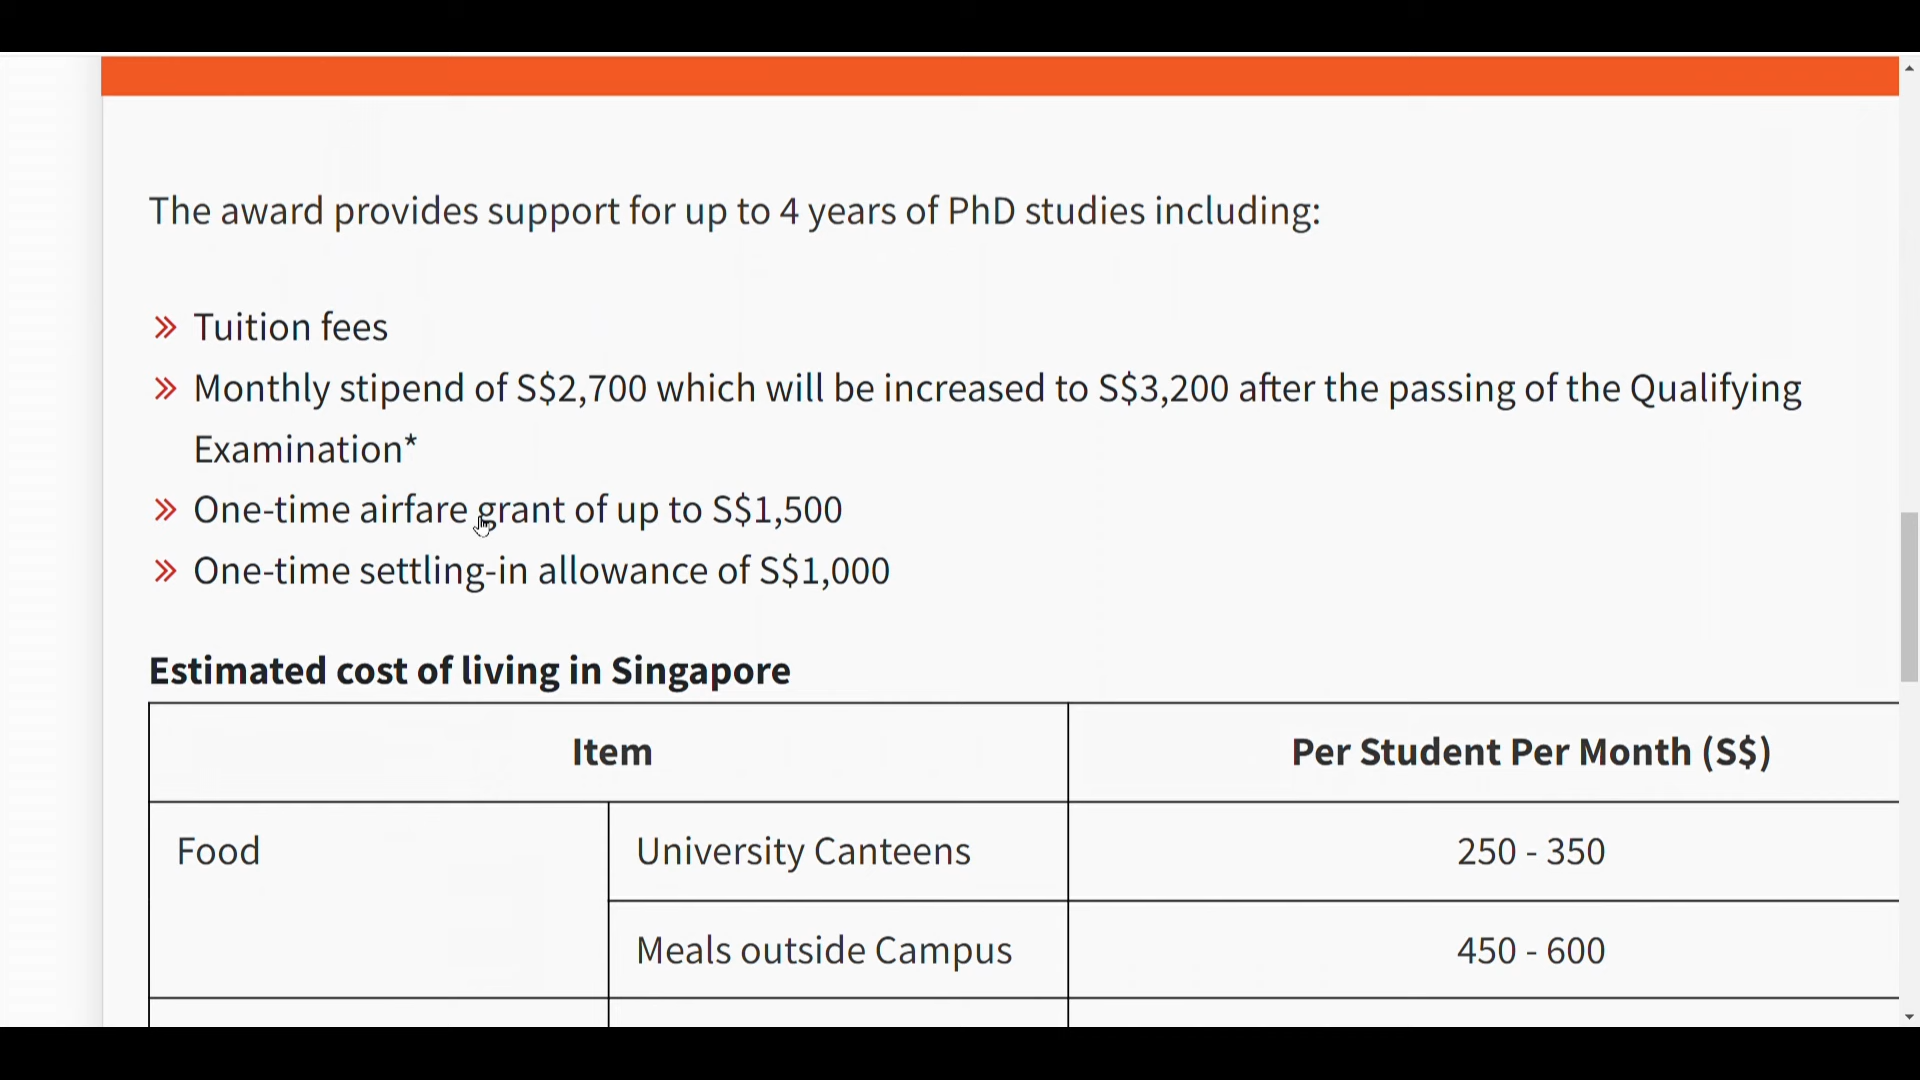 The award provides support for up to 4 years of PhD studies including:
Tuition fees
Monthly stipend of S$2,700 which will be increased to S$3,200 after the passing of the Qualifying
Examination*
One-time airfare grant of up to S$1,500
One-time settling-in allowance of S$1,000
Estimated cost of living in Singapore
Item Per Student Per Month (S$)
Food University Canteens 250 - 350
Meals outside Campus 450 - 600